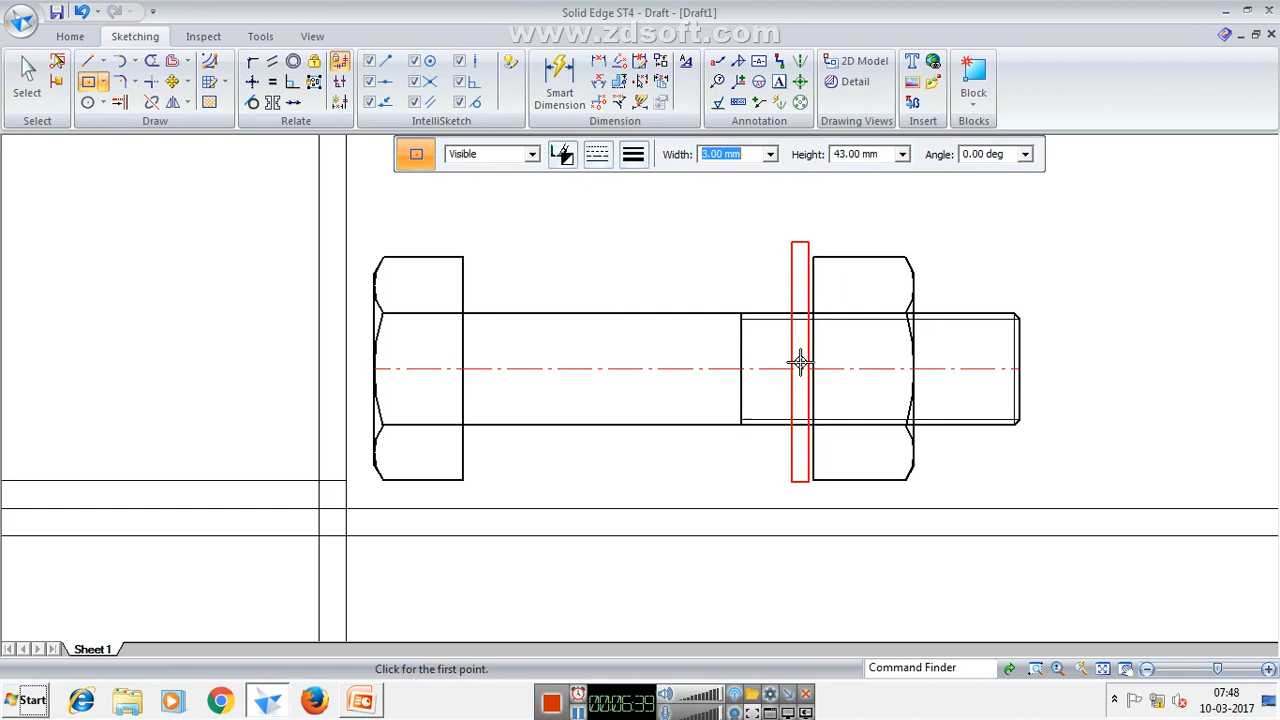 Solid Edge ST4 - Draft - [Draft1]
www.zdsoft.com
Home Sketching Inspect Tools View
Select
Smart
Dimension
2D Model
Detail
Block
Select Draw Relate IntelliSketch Dimension Annotation Drawing Views Insert Blocks
Visible Width: 3.00 mm Height: 43.00 mm Angle: 0.00 deg
Sheet 1
Click for the first point. Command Finder
Start 00:06:39 07:48
10-03-2017